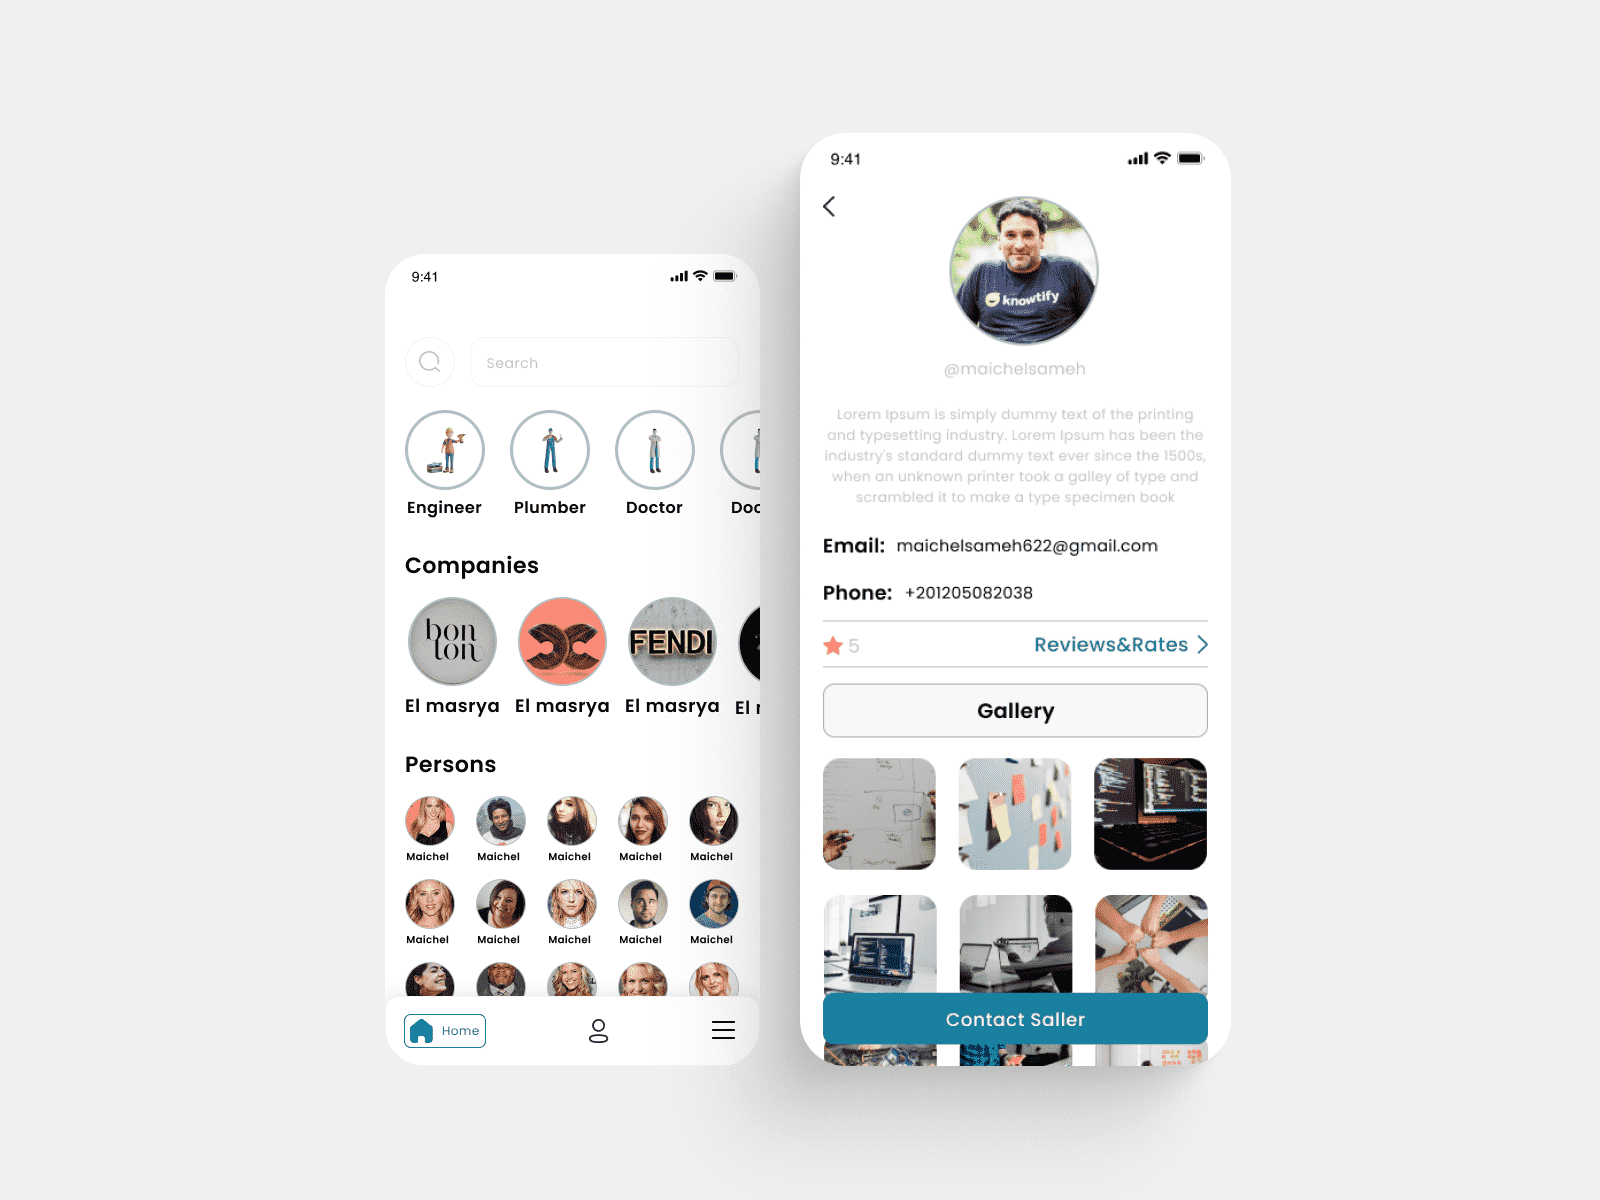 9:41
Search
Engineer Plumber Doctor Doc
Companies
bon
ton
FENDI
El masrya El masrya El masrya El
Persons
Maichel Maichel Maichel Maichel Maichel
Maichel Maichel Maichel Maichel Maichel
Home
9:41
knowtify
@maichelsameh
Lorem Ipsum is simply dummy text of the printing
and typesetting industry. Lorem Ipsum has been the
industry's standard dummy text ever since the 1500s,
when an unknown printer took a galley of type and
scrambled it to make a type specimen book
Email: maichelsameh622@gmail.com
Phone: +201205082038
5 Reviews&Rates
Gallery
Contact Saller